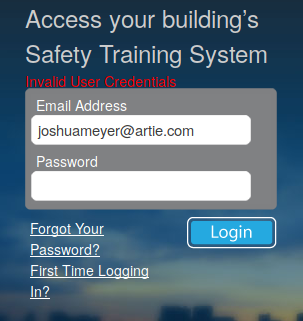 Access your building's
Safety Training System
Invalid User Credentials
Email Address
joshuameyer@artie.com
Password
Forgot Your
Password?
Login
First Time Logging
In?